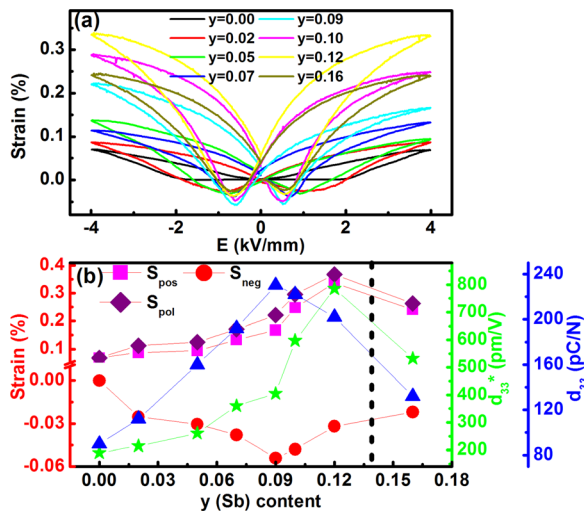 (a)
y=0.00 y=0.09
y=0.02 y=0.10
y=0.05 y=0.12
y=0.07 y=0.16
Strain (%)
0.3
0.2
0.1
0.0
-4 -2 0 2 4
E (kV/mm)
(b)
S pos S neg
S pol
Strain (%)
0.4
0.3
0.2
0.1
0.00
-0.03
-0.06
0.00 0.03 0.06 0.09 0.12 0.15 0.18
y (Sb) content
800
700
600
500
400
300
200
d33* (pm/V)
240
200
160
120
80
d33 (pC/N)